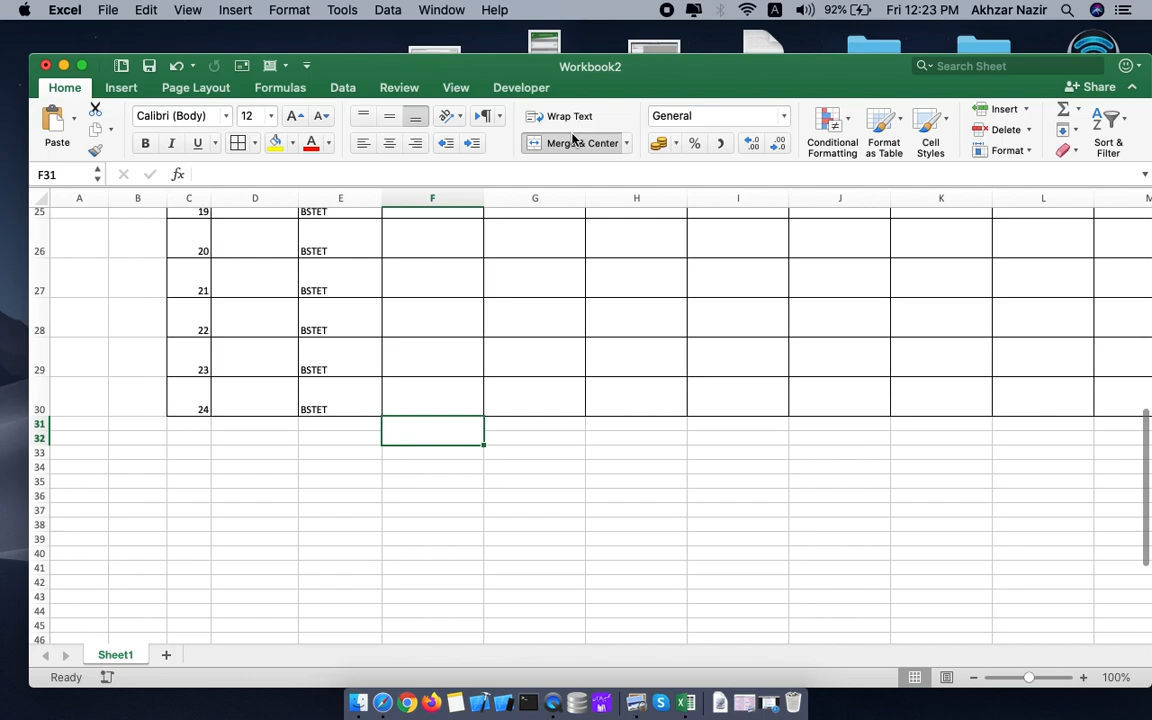 Excel File Edit View Insert Format Tools Data Window Help A 92% Fri 12:23 PM Akhzar Nazir
Workbook2
Search Sheet
Home Insert Page Layout Formulas Data Review View Developer Share
Paste
Calibri (Body) 12 A A
B I U A
Wrap Text
Merge & Center
General
%
Conditional Formatting
Format as Table
Cell Styles
Insert
Delete
Format
Sort & Filter
F31 fx
A B C D E F G H I J K L M
25 19 BSTET
26 20 BSTET
27 21 BSTET
28 22 BSTET
29 23 BSTET
30 24 BSTET
31
32
33
34
35
36
37
38
39
40
41
42
43
44
45
46
Sheet1 +
Ready 100%